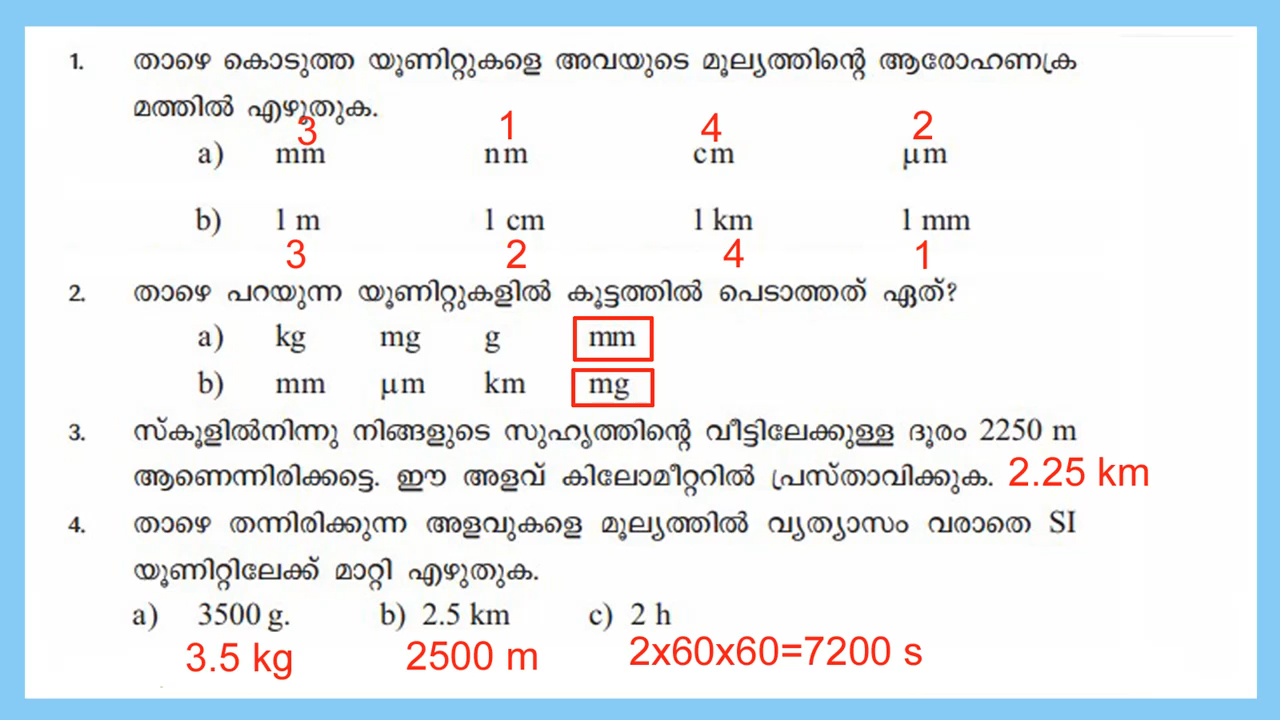 1. താഴെ കൊടുത്ത യൂണിറ്റുകളെ അവയുടെ മൂല്യത്തിന്റെ ആരോഹണക്ര
മത്തിൽ എഴുതുക.
3 1 4 2
a) mm nm cm μm
b) 1 m 1 cm 1 km 1 mm
3 2 4 1
2. താഴെ പറയുന്ന യൂണിറ്റുകളിൽ കൂട്ടത്തിൽ പെടാത്തത് ഏത്?
a) kg mg g mm
b) mm μm km mg
3. സ്കൂളിൽനിന്നു നിങ്ങളുടെ സുഹൃത്തിന്റെ വീട്ടിലേക്കുള്ള ദൂരം 2250 m
ആണെന്നിരിക്കട്ടെ. ഈ അളവ് കിലോമീറ്ററിൽ പ്രസ്താവിക്കുക. 2.25 km
4. താഴെ തന്നിരിക്കുന്ന അളവുകളെ മൂല്യത്തിൽ വ്യത്യാസം വരാതെ SI
യൂണിറ്റിലേക്ക് മാറ്റി എഴുതുക.
a) 3500 g. b) 2.5 km c) 2 h
3.5 kg 2500 m 2x60x60=7200 s